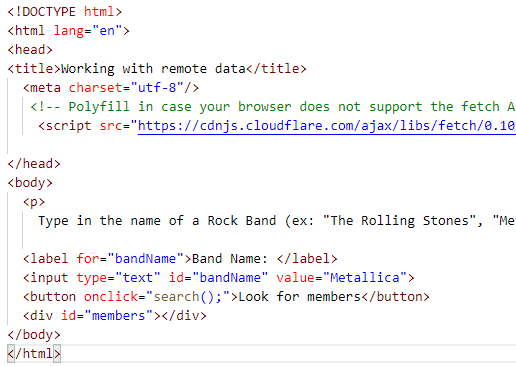 <!DOCTYPE html>
<html lang="en">
<head>
<title>Working with remote data</title>
<meta charset="utf-8"/>
<!-- Polyfill in case your browser does not support the fetch A
<script src="https://cdnjs.cloudflare.com/ajax/libs/fetch/0.10
</head>
<body>
<p>
Type in the name of a Rock Band (ex: "The Rolling Stones", "Me
<label for="bandName">Band Name: </label>
<input type="text" id="bandName" value="Metallica">
<button onclick="search();">Look for members</button>
<div id="members"></div>
</body>
</html>